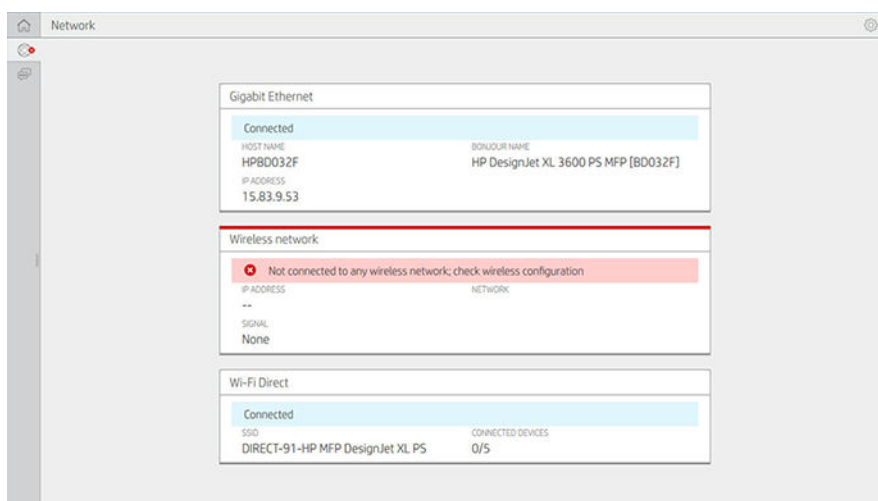 Network
Gigabit Ethernet
Connected
HOST NAME BONJOUR NAME
HPBD032F HP DesignJet XL 3600 PS MFP [BD032F]
IP ADDRESS
15.83.9.53
Wireless network
Not connected to any wireless network; check wireless configuration
IP ADDRESS NETWORK
--
SIGNAL
None
Wi-Fi Direct
Connected
SSID CONNECTED DEVICES
DIRECT-91-HP MFP DesignJet XL PS 0/5